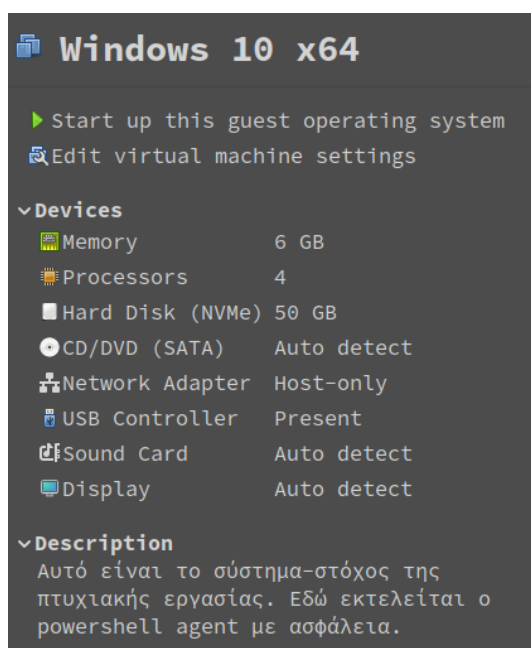 Windows 10 x64
Start up this guest operating system
Edit virtual machine settings
Devices
Memory 6 GB
Processors 4
Hard Disk (NVMe) 50 GB
CD/DVD (SATA) Auto detect
Network Adapter Host-only
USB Controller Present
Sound Card Auto detect
Display Auto detect
Description
Αυτό είναι το σύστημα-στόχος της
πτυχιακής εργασίας. Εδώ εκτελείται ο
powershell agent με ασφάλεια.